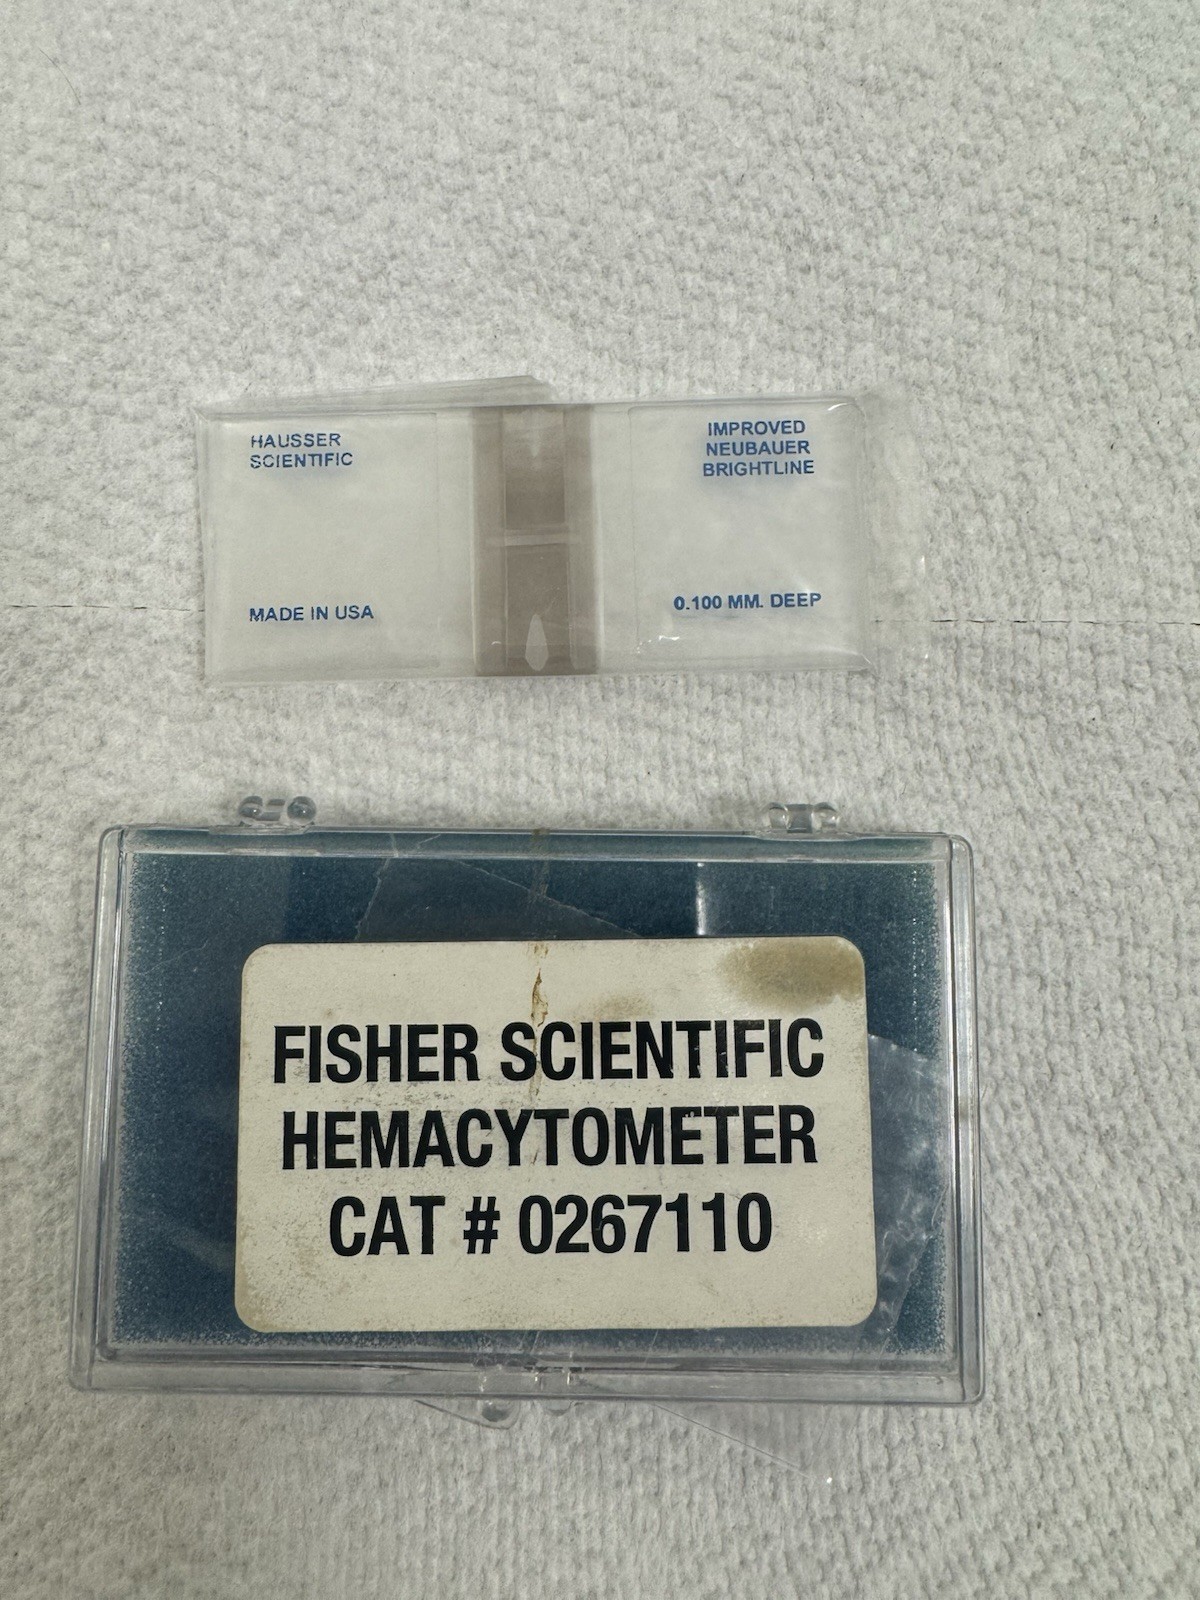 HAUSSER
SCIENTIFIC
IMPROVED
NEUBAUER
BRIGHTLINE
MADE IN USA
0.100 MM. DEEP
FISHER SCIENTIFIC
HEMACYTOMETER
CAT # 0267110